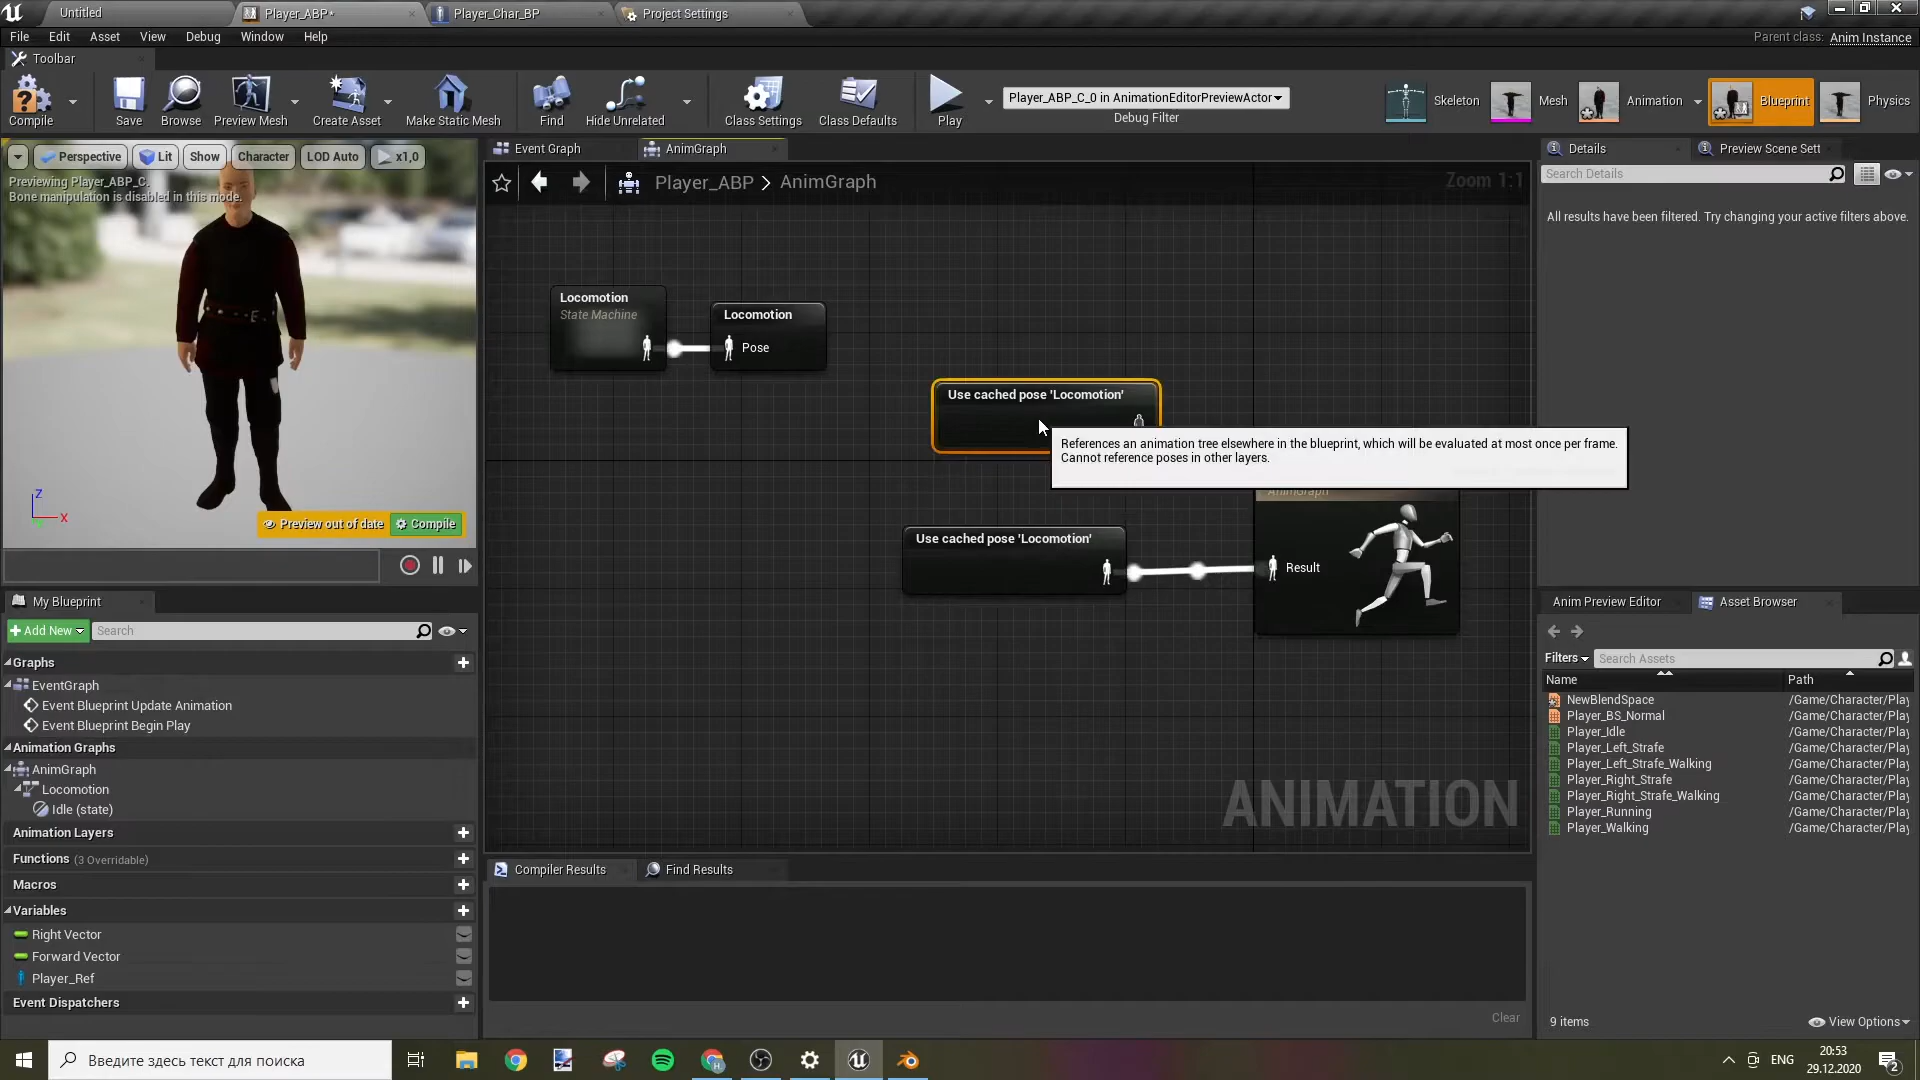 Untitled
Player_ABP•
Player_Char_BP
Project Settings
File Edit Asset View Debug Window Help
Parent class: Anim Instance
Toolbar
Compile
Save
Browse
Preview Mesh
Create Asset
Make Static Mesh
Find
Hide Unrelated
Class Settings
Class Defaults
Play
Player_ABP_C_0 in AnimationEditorPreviewActor
Debug Filter
Skeleton
Mesh
Animation
Blueprint
Physics
Perspective
Lit
Show
Character
LOD Auto
x1,0
Previewing Player_ABP_C.
Bone manipulation is disabled in this mode.
Z
X
Preview out of date
Compile
Event Graph
AnimGraph
Player_ABP > AnimGraph
Zoom 1:1
Locomotion
State Machine
Locomotion
Pose
Use cached pose 'Locomotion'
References an animation tree elsewhere in the blueprint, which will be evaluated at most once per frame.
Cannot reference poses in other layers.
AnimGraph
Use cached pose 'Locomotion'
Result
ANIMATION
Compiler Results
Find Results
Clear
Details
Preview Scene Sett
Search Details
All results have been filtered. Try changing your active filters above.
My Blueprint
Add New
Search
Graphs
EventGraph
Event Blueprint Update Animation
Event Blueprint Begin Play
Animation Graphs
AnimGraph
Locomotion
Idle (state)
Animation Layers
Functions (3 Overridable)
Macros
Variables
Right Vector
Forward Vector
Player_Ref
Event Dispatchers
Anim Preview Editor
Asset Browser
Filters
Search Assets
Name Path
NewBlendSpace /Game/Character/Play
Player_BS_Normal /Game/Character/Play
Player_Idle /Game/Character/Play
Player_Left_Strafe /Game/Character/Play
Player_Left_Strafe_Walking /Game/Character/Play
Player_Right_Strafe /Game/Character/Play
Player_Right_Strafe_Walking /Game/Character/Play
Player_Running /Game/Character/Play
Player_Walking /Game/Character/Play
9 items
View Options
Введите здесь текст для поиска
ENG
20:53
29.12.2020
2